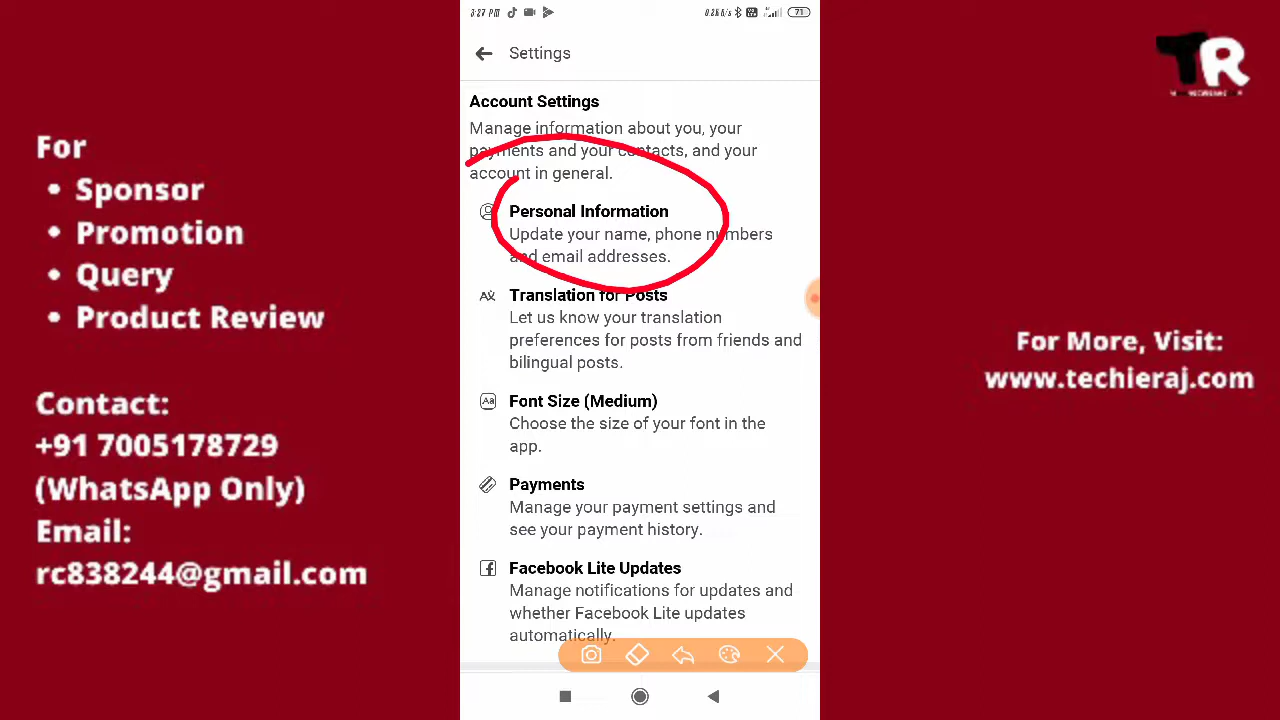 For
Sponsor
Promotion
Query
Product Review
Contact:
+91 7005178729
(WhatsApp Only)
Email:
rc838244@gmail.com
3:27 PM
71
Settings
Account Settings
Manage information about you, your
payments and your contacts, and your
account in general.
Personal Information
Update your name, phone numbers
and email addresses.
Translation for Posts
Let us know your translation
preferences for posts from friends and
bilingual posts.
Font Size (Medium)
Choose the size of your font in the
app.
Payments
Manage your payment settings and
see your payment history.
Facebook Lite Updates
Manage notifications for updates and
whether Facebook Lite updates
automatically.
TR
For More, Visit:
www.techieraj.com